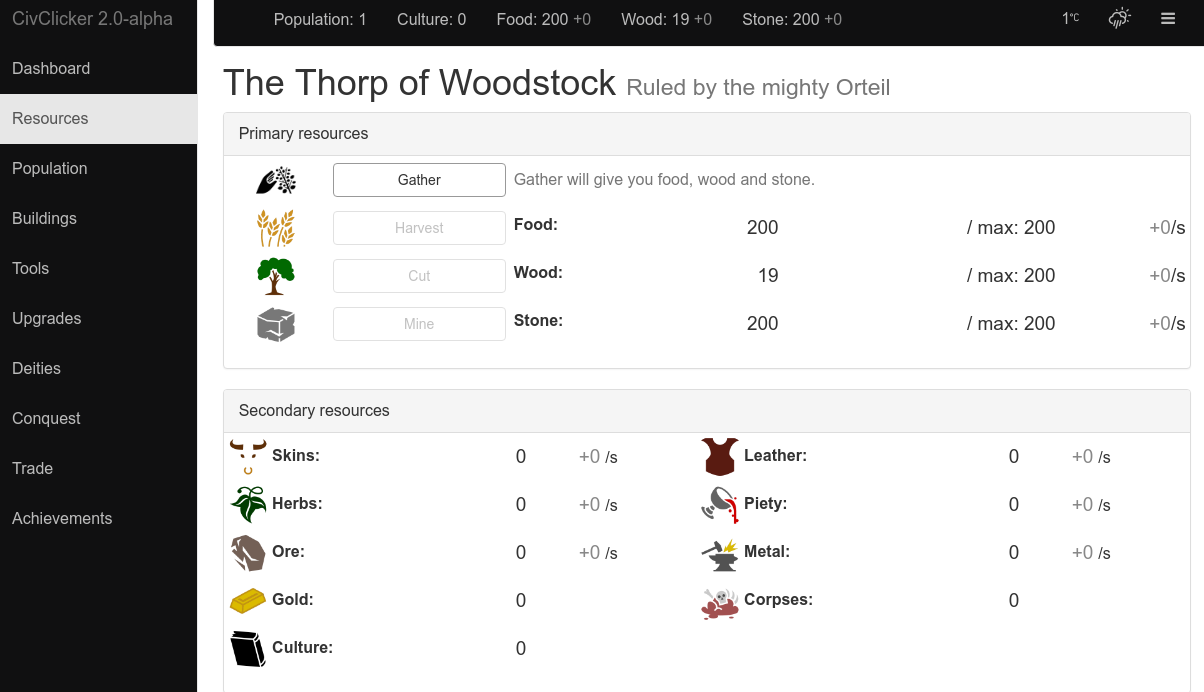 CivClicker 2.0-alpha
Population: 1 Culture: 0 Food: 200 +0 Wood: 19 +0 Stone: 200 +0 1°C
Dashboard
Resources
Population
Buildings
Tools
Upgrades
Deities
Conquest
Trade
Achievements
The Thorp of Woodstock Ruled by the mighty Orteil
Primary resources
Gather Gather will give you food, wood and stone.
Harvest Food: 200 / max: 200 +0/s
Cut Wood: 19 / max: 200 +0/s
Mine Stone: 200 / max: 200 +0/s
Secondary resources
Skins: 0 +0 /s Leather: 0 +0 /s
Herbs: 0 +0 /s Piety: 0 +0 /s
Ore: 0 +0 /s Metal: 0 +0 /s
Gold: 0 Corpses: 0
Culture: 0